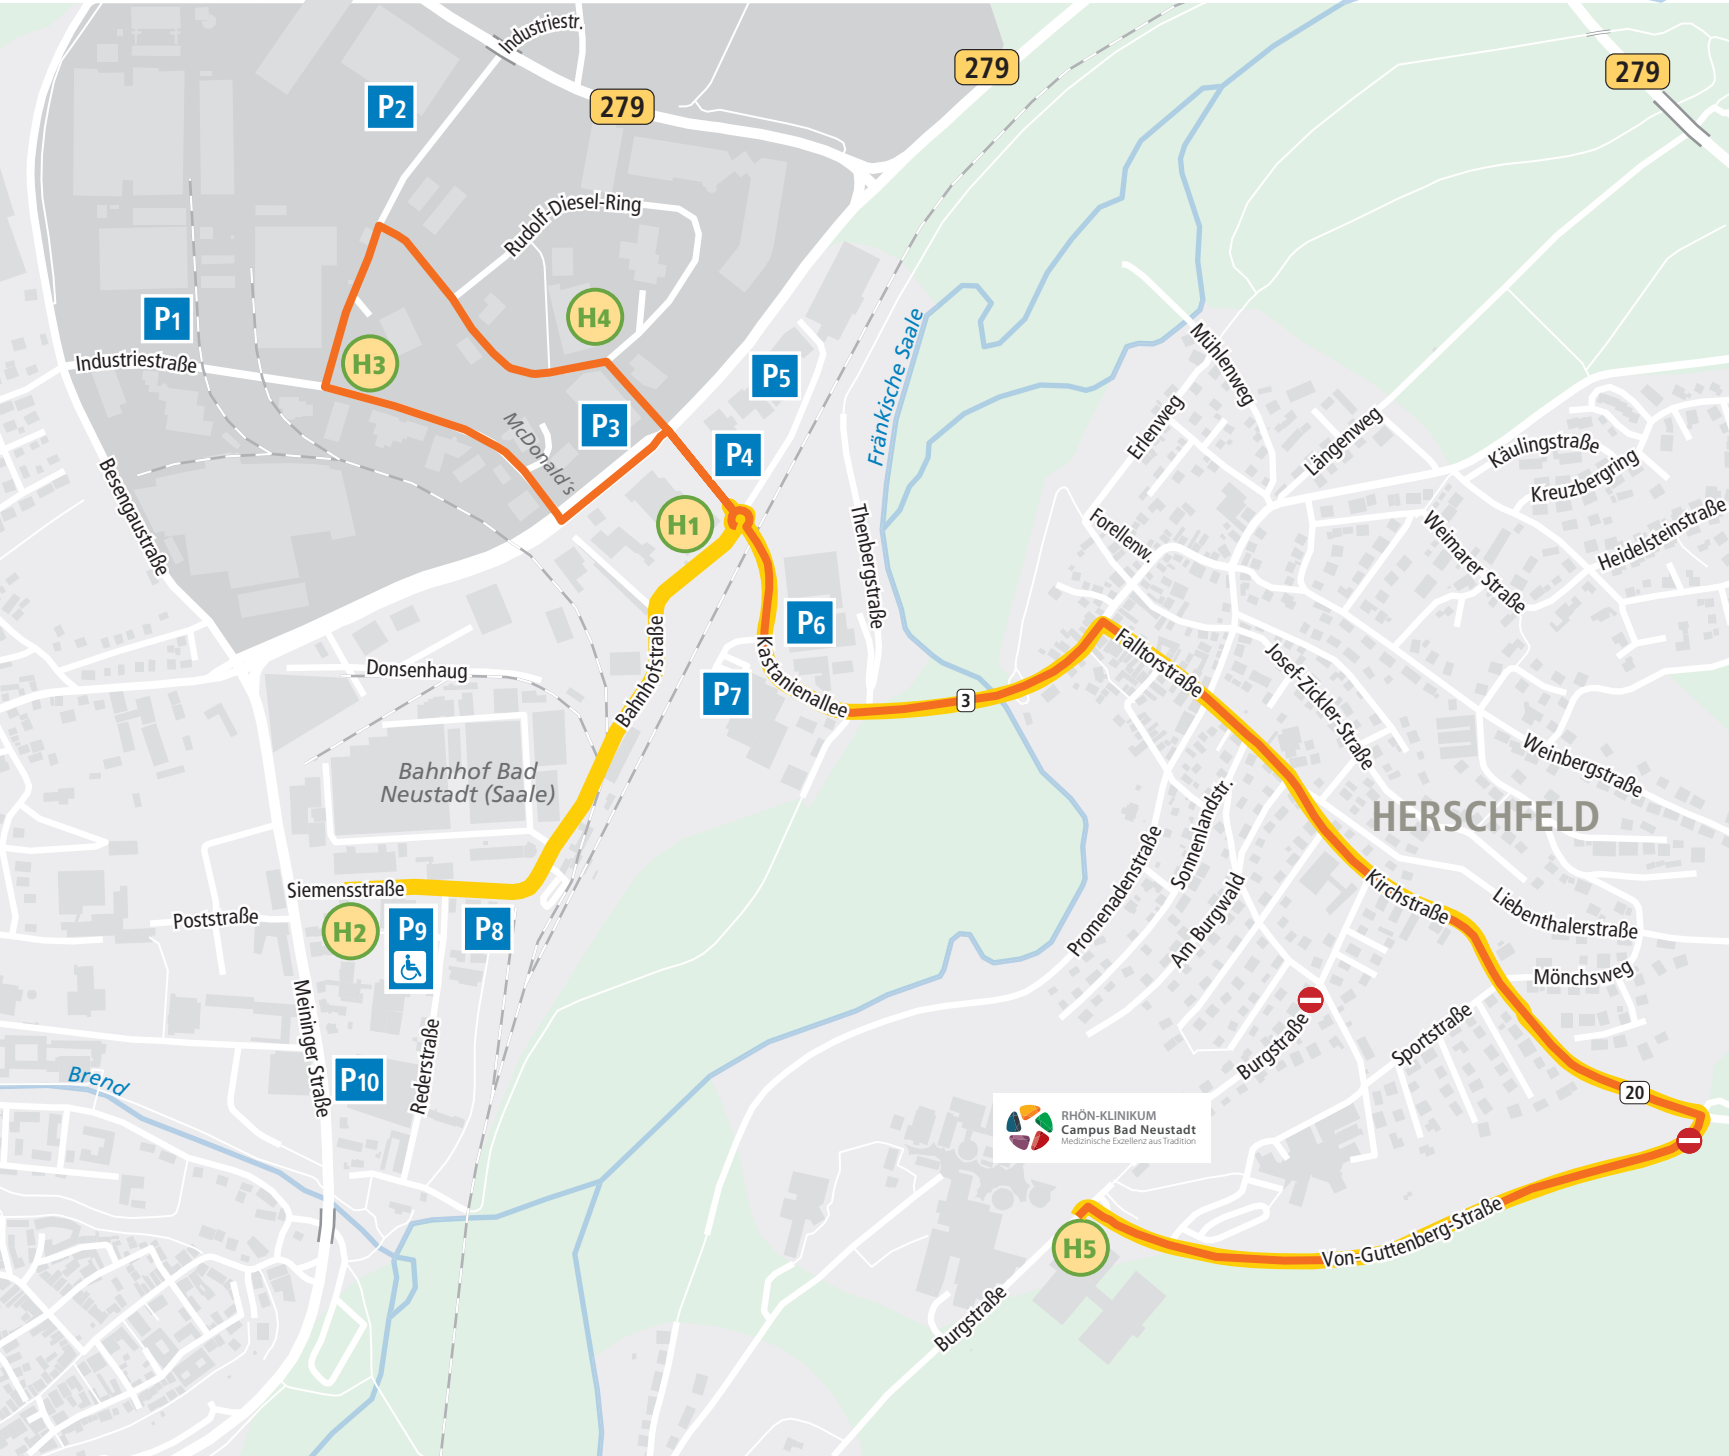 Industriestr.
279
279
279
P2
Rudolf-Diesel-Ring
P1
H4
H3
Industriestraße
P5
P3
McDonald's
P4
H1
Fränkische Saale
Mühlenweg
Erlenweg
Längenweg
Käulingstraße
Kreuzbergring
Heidelsteinstraße
Weimarer Straße
Forellenw.
Besengaustraße
Thenbergstraße
P6
Bahnhofstraße
Kastanienallee
P7
3
Falltorstraße
Josef-Zickler-Straße
Weinbergstraße
Donsenhaug
Bahnhof Bad
Neustadt (Saale)
HERSCHFELD
Promenadenstraße
Sonnenlandstr.
Am Burgwald
Kirchstraße
Liebenthalerstraße
Mönchsweg
Siemensstraße
Poststraße
H2
P9
P8
Meininger Straße
Rederstraße
P10
Brend
Burgstraße
Sportstraße
20
RHÖN-KLINIKUM
Campus Bad Neustadt
Medizinische Exzellenz aus Tradition
H5
Von-Guttenberg-Straße
Burgstraße